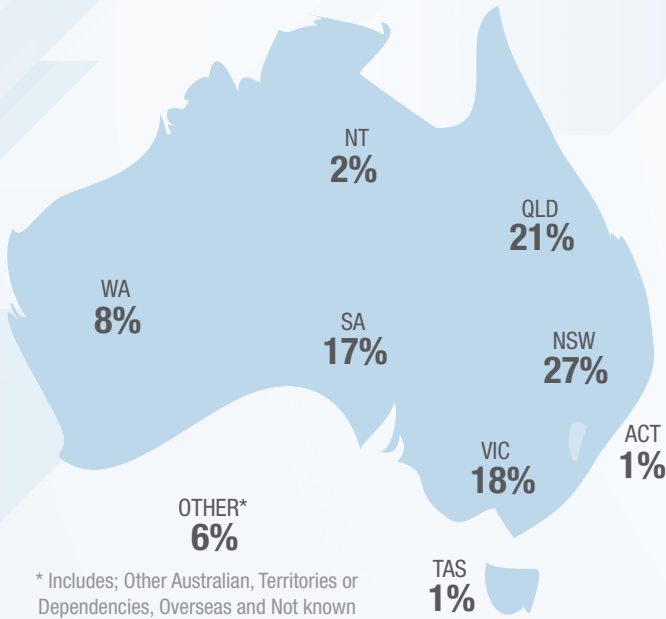 NT
2%
QLD
21%
WA
8%
SA
17%
NSW
27%
ACT
1%
VIC
18%
OTHER*
6%
TAS
1%
* Includes; Other Australian, Territories or
Dependencies, Overseas and Not known